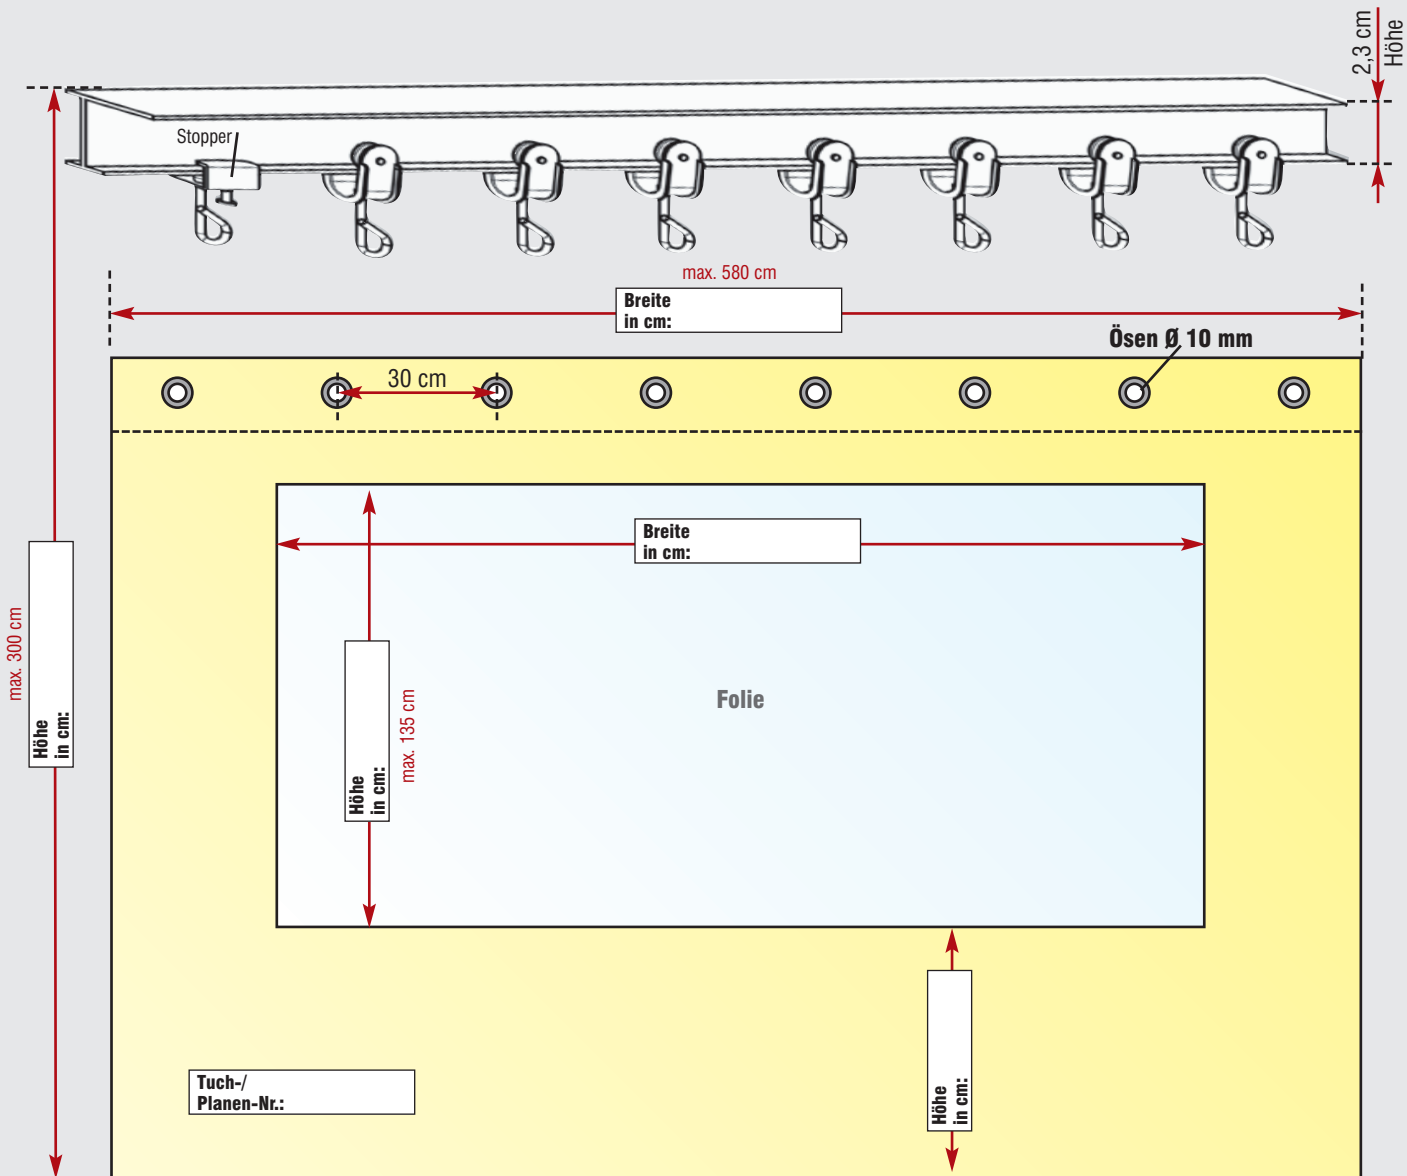 2,3 cm
Höhe
Stopper
max. 580 cm
Breite
in cm:
Ösen Ø 10 mm
30 cm
Breite
in cm:
max. 300 cm
Höhe
in cm:
Folie
Höhe
in cm:
max. 135 cm
Höhe
in cm:
Tuch-/
Planen-Nr.: